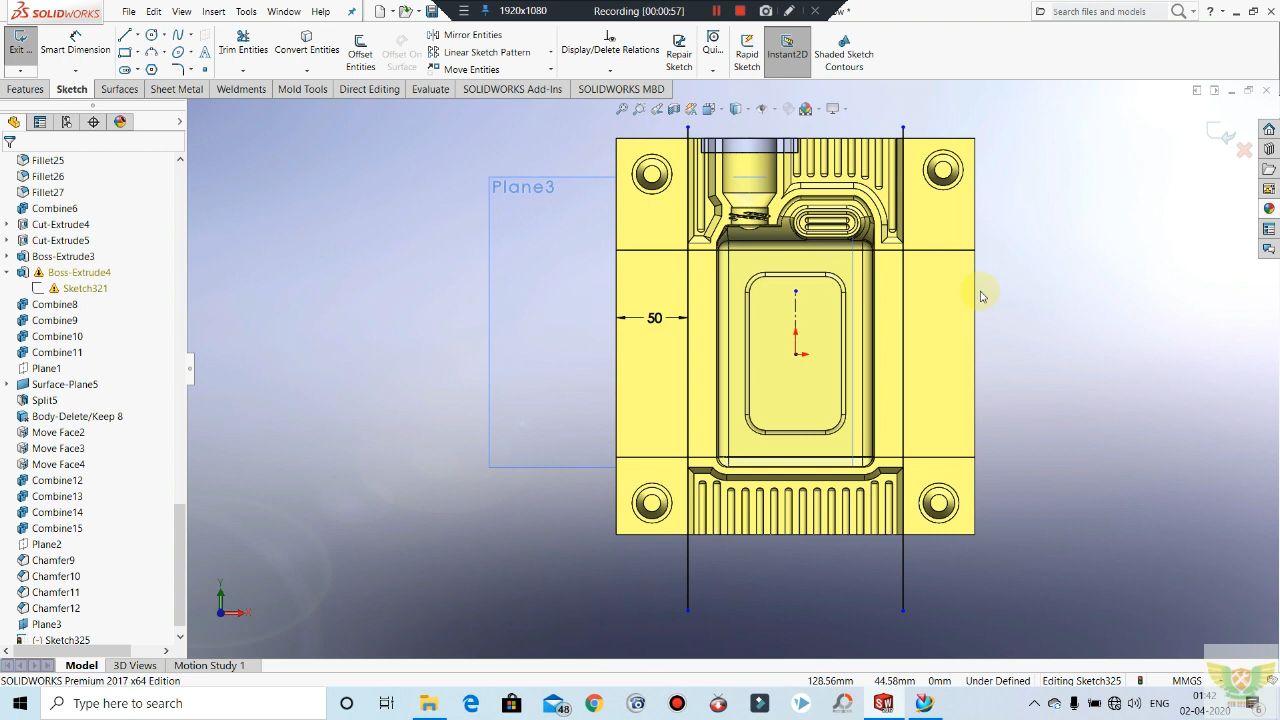 SOLIDWORKS
File Edit View Insert Tools Window Help
1920x1080 Recording [00:00:57]
Search files and models
Exit ... Smart Dimension
Trim Entities Convert Entities Offset Entities Offset On Surface
Mirror Entities
Linear Sketch Pattern
Move Entities
Display/Delete Relations Repair Sketch Qui... Rapid Sketch Instant2D Shaded Sketch Contours
Features Sketch Surfaces Sheet Metal Weldments Mold Tools Direct Editing Evaluate SOLIDWORKS Add-Ins SOLIDWORKS MBD
Fillet25
Fillet26
Fillet27
Combine6
Cut-Extrude4
Cut-Extrude5
Boss-Extrude3
Boss-Extrude4
Sketch321
Combine8
Combine9
Combine10
Combine11
Plane1
Surface-Plane5
Split5
Body-Delete/Keep 8
Move Face2
Move Face3
Move Face4
Combine12
Combine13
Combine14
Combine15
Plane2
Chamfer9
Chamfer10
Chamfer11
Chamfer12
Plane3
(-) Sketch325
Plane3
50
Y
Model 3D Views Motion Study 1
SOLIDWORKS Premium 2017 x64 Edition
128.56mm 44.58mm 0mm Under Defined Editing Sketch325 MMGS
Type here to search
48
ENG
01:42
02-04-2020
6